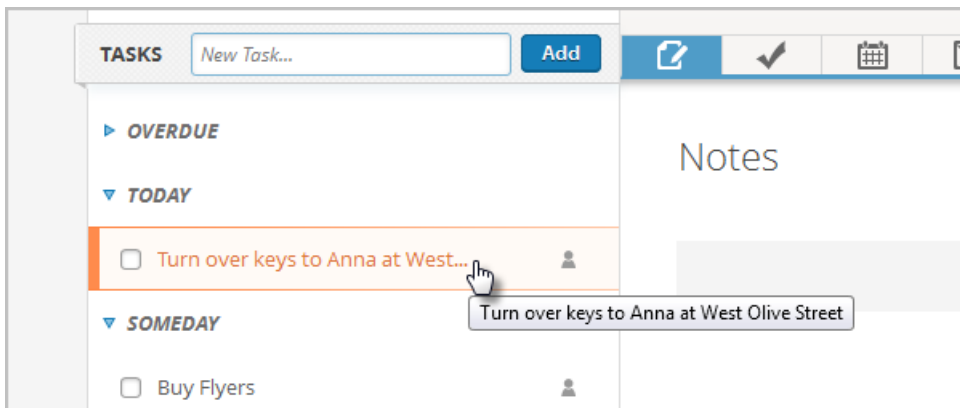 TASKS New Task... Add
OVERDUE
Notes
TODAY
Turn over keys to Anna at West...
Turn over keys to Anna at West Olive Street
SOMEDAY
Buy Flyers